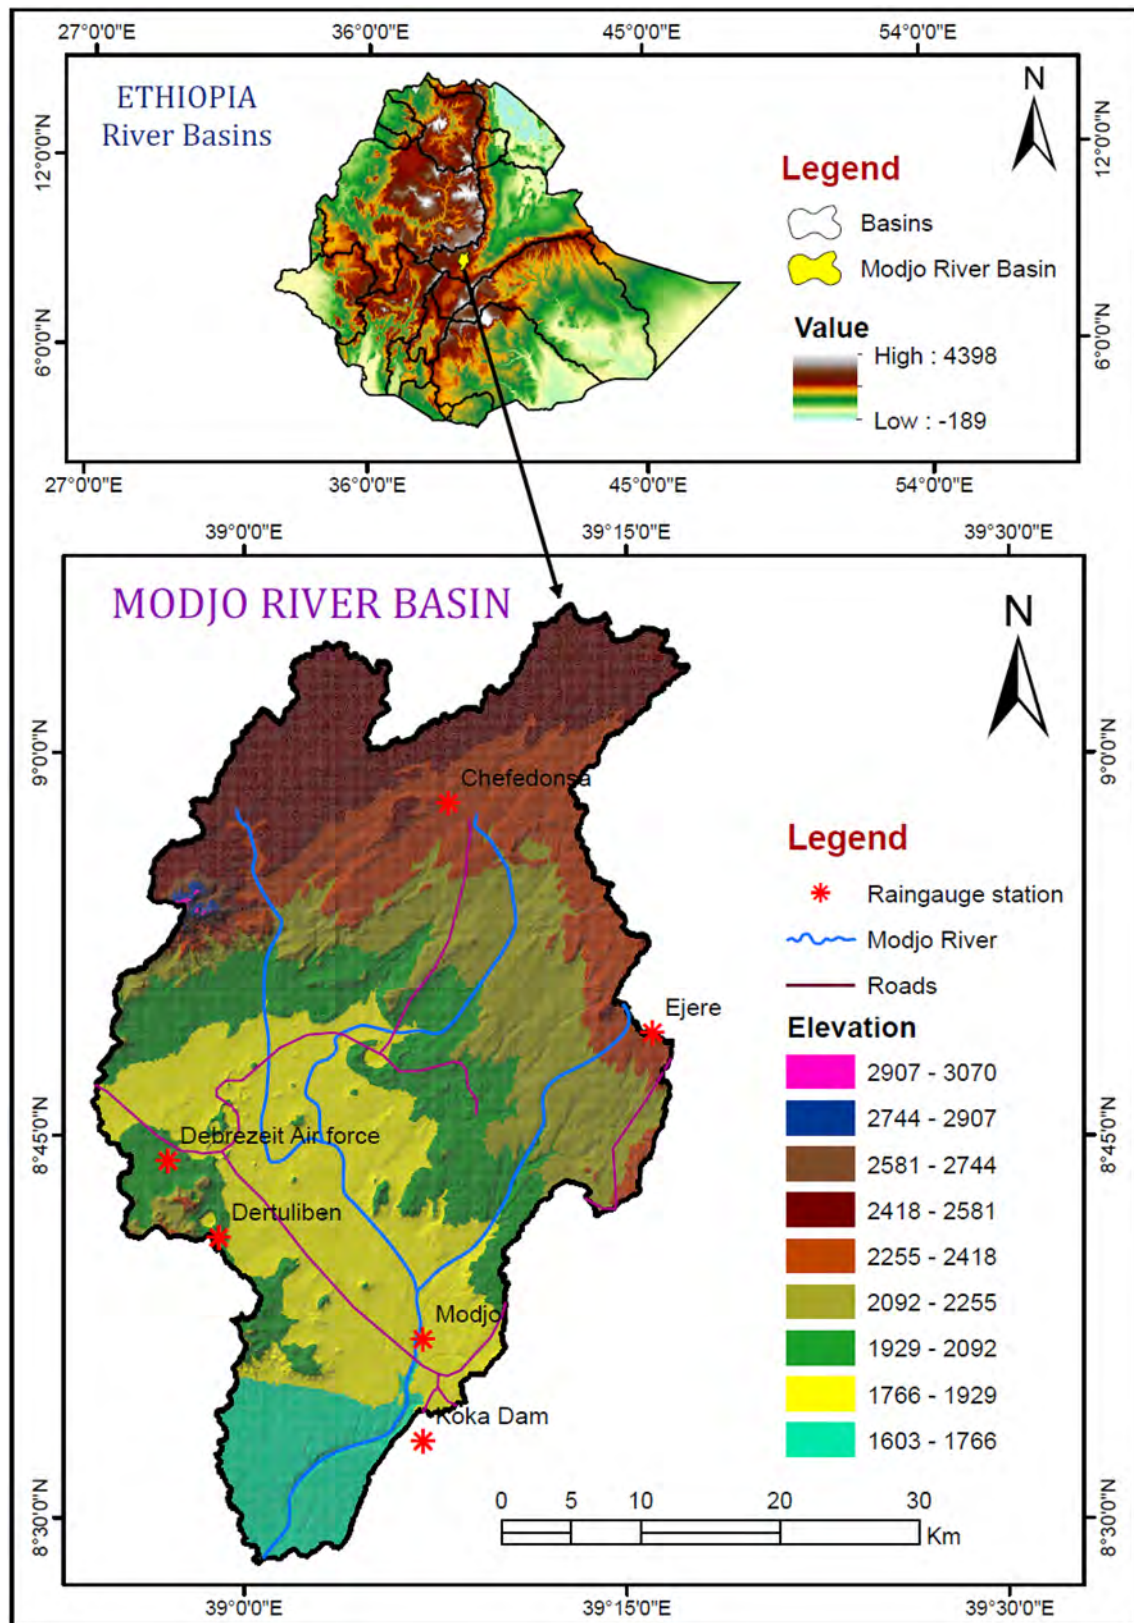 27°0'0"E 36°0'0"E 45°0'0"E 54°0'0"E
ETHIOPIA
River Basins
N
12°0'0"N
12°0'0"N
6°0'0"N
6°0'0"N
Legend
Basins
Modjo River Basin
Value
High : 4398
Low : -189
27°0'0"E 36°0'0"E 45°0'0"E 54°0'0"E
39°0'0"E 39°15'0"E 39°30'0"E
MODJO RIVER BASIN
N
9°0'0"N
9°0'0"N
Chefedonsa
Ejere
8°45'0"N
8°45'0"N
Debrezeit Air force
Dertuliben
Modjo
Koka Dam
Legend
Raingauge station
Modjo River
Roads
Elevation
2907 - 3070
2744 - 2907
2581 - 2744
2418 - 2581
2255 - 2418
2092 - 2255
1929 - 2092
1766 - 1929
1603 - 1766
0 5 10 20 30
Km
8°30'0"N
8°30'0"N
39°0'0"E 39°15'0"E 39°30'0"E